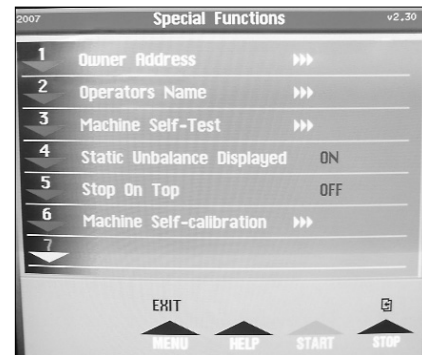 2007 Special Functions v2.30
1 Owner Address
2 Operators Name
3 Machine Self-Test
4 Static Unbalance Displayed ON
5 Stop On Top OFF
6 Machine Self-calibration
7
EXIT
MENU HELP START STOP